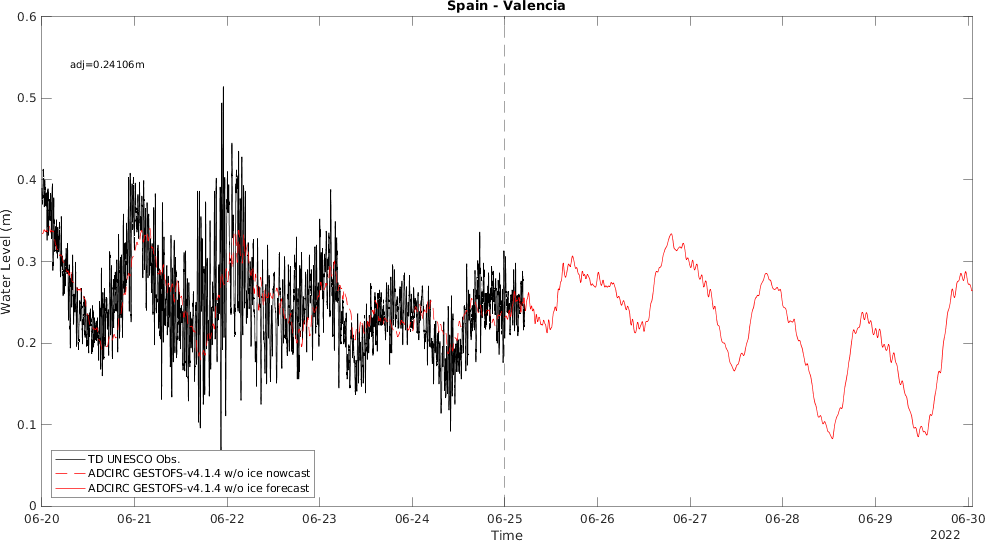 Spain - Valencia
adj=0.24106m
Water Level (m)
0.6
0.5
0.4
0.3
0.2
0.1
0
TD UNESCO Obs.
ADCIRC GESTOFS-v4.1.4 w/o ice nowcast
ADCIRC GESTOFS-v4.1.4 w/o ice forecast
06-20 06-21 06-22 06-23 06-24 06-25 06-26 06-27 06-28 06-29 06-30
Time
2022